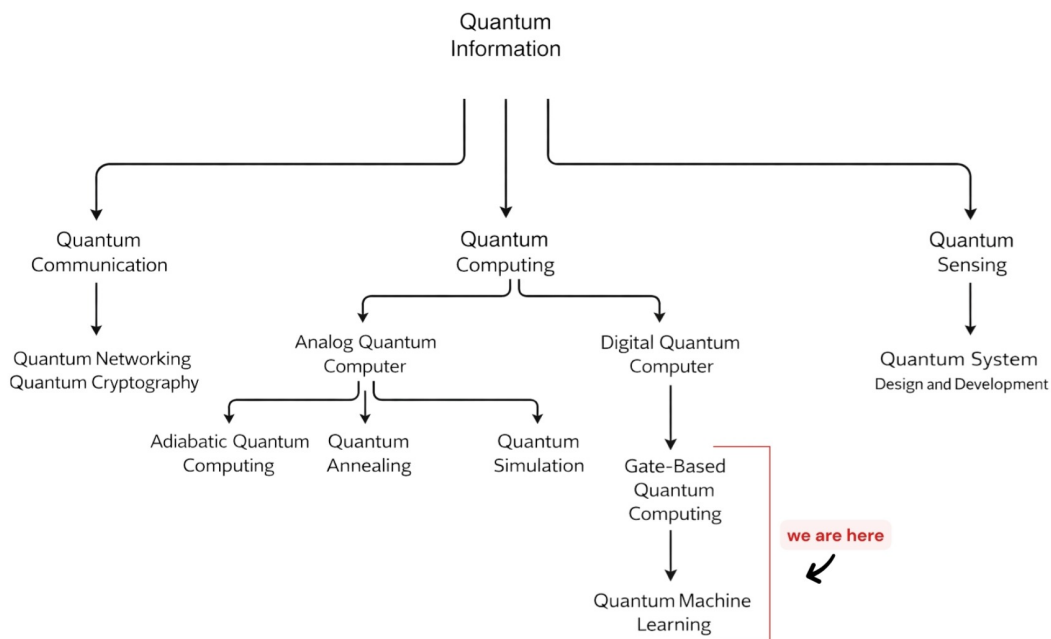 Quantum
Information
Quantum
Communication
Quantum
Computing
Quantum
Sensing
Quantum Networking
Quantum Cryptography
Analog Quantum
Computer
Digital Quantum
Computer
Quantum System
Design and Development
Adiabatic Quantum
Computing
Quantum
Annealing
Quantum
Simulation
Gate-Based
Quantum
Computing
we are here
Quantum Machine
Learning